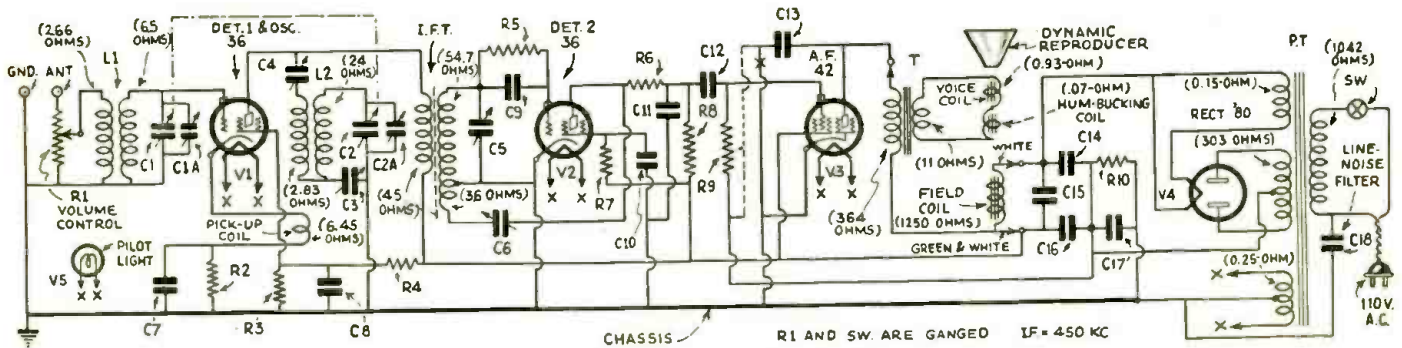 GND. ANT
(266 OHMS)
L1
(6.5 OHMS)
DET. 1 & OSC.
36
C4
L2
(24 OHMS)
I.F.T.
(54.7 OHMS)
R5
C9
DET. 2
36
R6
C11
C12
R8
C13
A.F.
42
T
DYNAMIC REPRODUCER
(0.93-OHM)
VOICE COIL
(.07-OHM)
HUM-BUCKING COIL
(0.15-OHM)
RECT '80
P.T
(1042 OHMS)
SW
R1
VOLUME CONTROL
C1
C1A
V1
C2
C2A
C3
(2.83 OHMS)
C5
(36 OHMS)
C6
(45 OHMS)
V2
R7
C10
R9
V3
(364 OHMS)
(11 OHMS)
WHITE
FIELD COIL
(1250 OHMS)
GREEN & WHITE
C14
C15
C16
R10
C17
V4
(303 OHMS)
LINE-NOISE FILTER
C18
(0.25-OHM)
110V. A.C.
PICK-UP COIL
(6.45 OHMS)
PILOT LIGHT
V5
X X
C7
R2
R3
C8
R4
CHASSIS
R1 AND SW. ARE GANGED IF = 450 KC